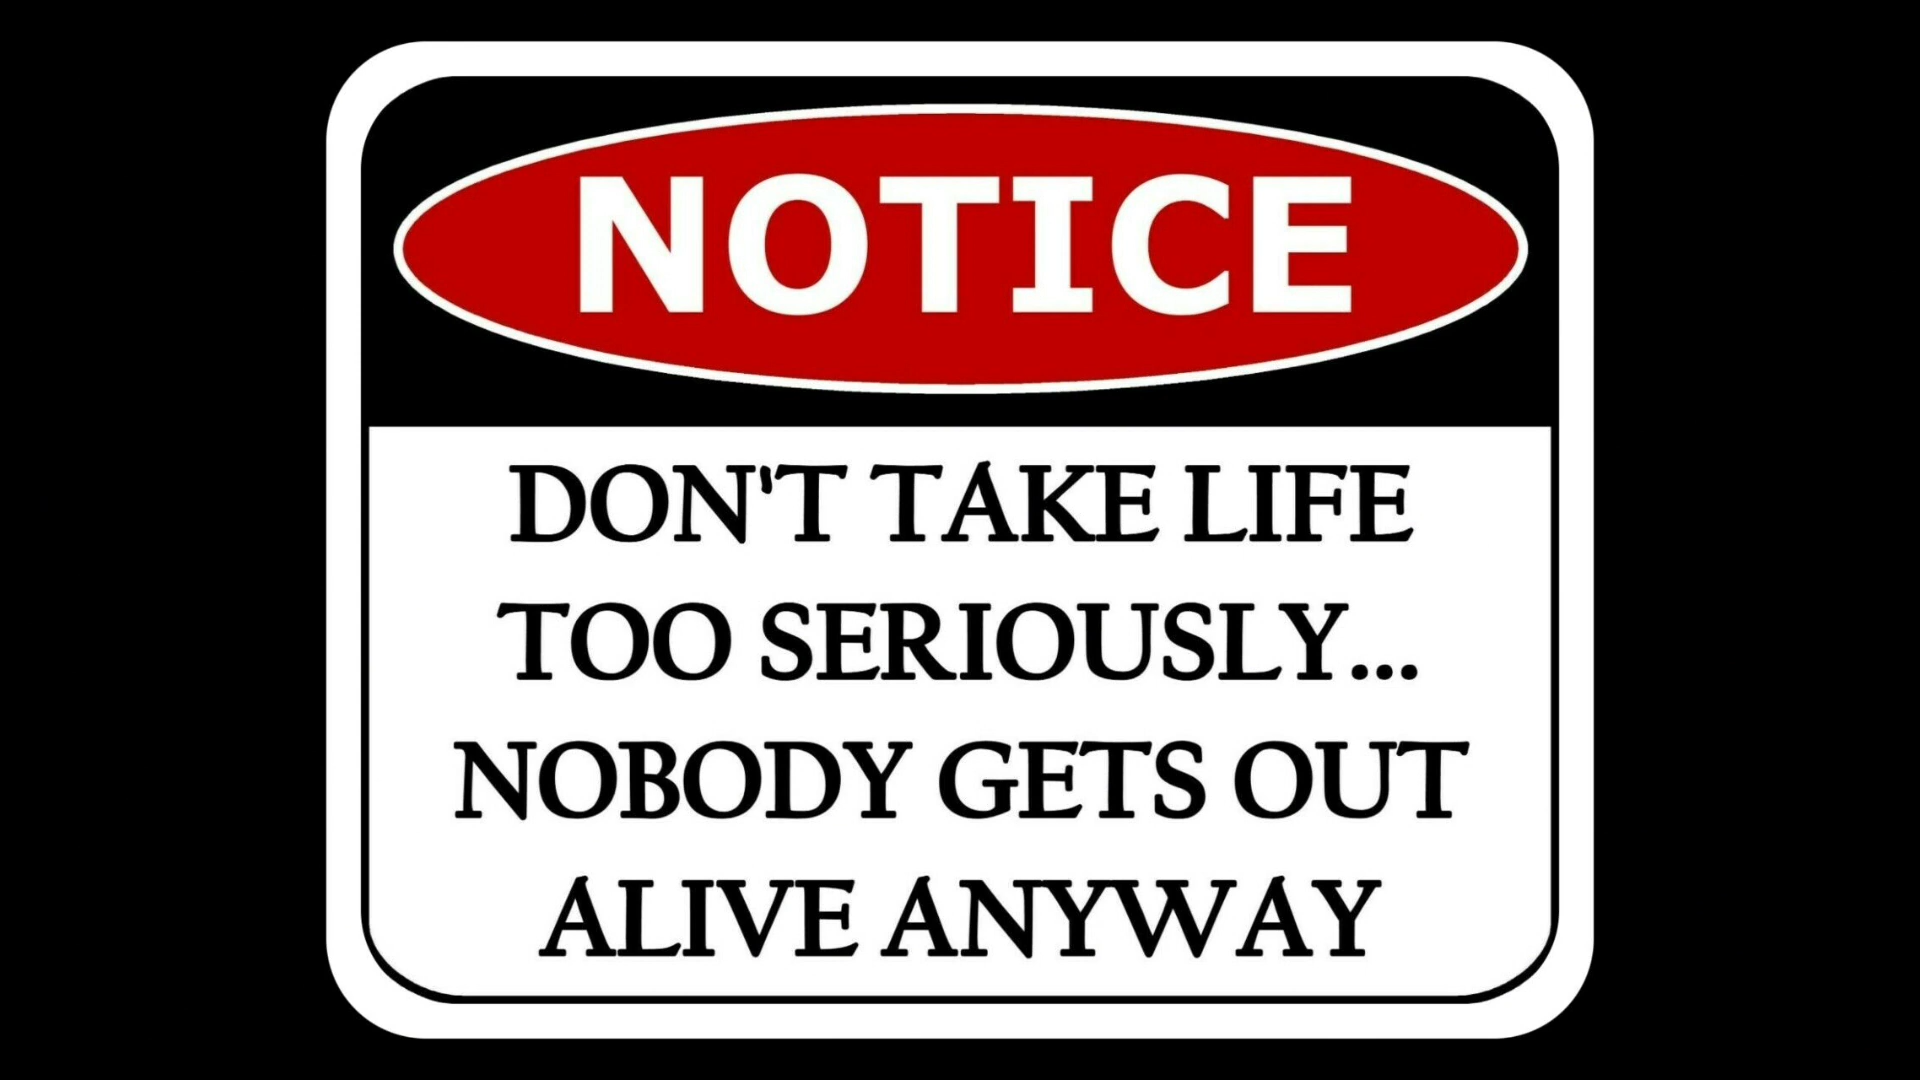 NOTICE
DON'T TAKE LIFE
TOO SERIOUSLY...
NOBODY GETS OUT
ALIVE ANYWAY